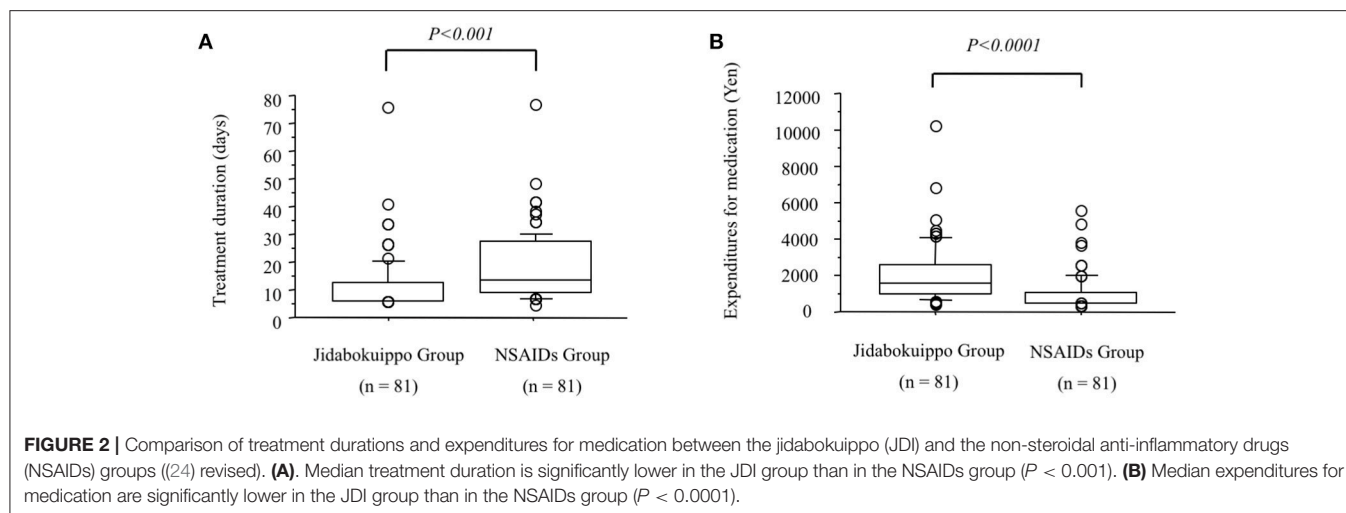 A
P<0.001
Treatment duration (days)
80
70
60
50
40
30
20
10
0
Jidabokuippo Group
(n = 81)
NSAIDs Group
(n = 81)
B
P<0.0001
Expenditures for medication (Yen)
12000
10000
8000
6000
4000
2000
0
Jidabokuippo Group
(n = 81)
NSAIDs Group
(n = 81)
FIGURE 2 | Comparison of treatment durations and expenditures for medication between the jidabokuippo (JDI) and the non-steroidal anti-inflammatory drugs
(NSAIDs) groups ((24) revised). (A). Median treatment duration is significantly lower in the JDI group than in the NSAIDs group (P < 0.001). (B) Median expenditures for
medication are significantly lower in the JDI group than in the NSAIDs group (P < 0.0001).